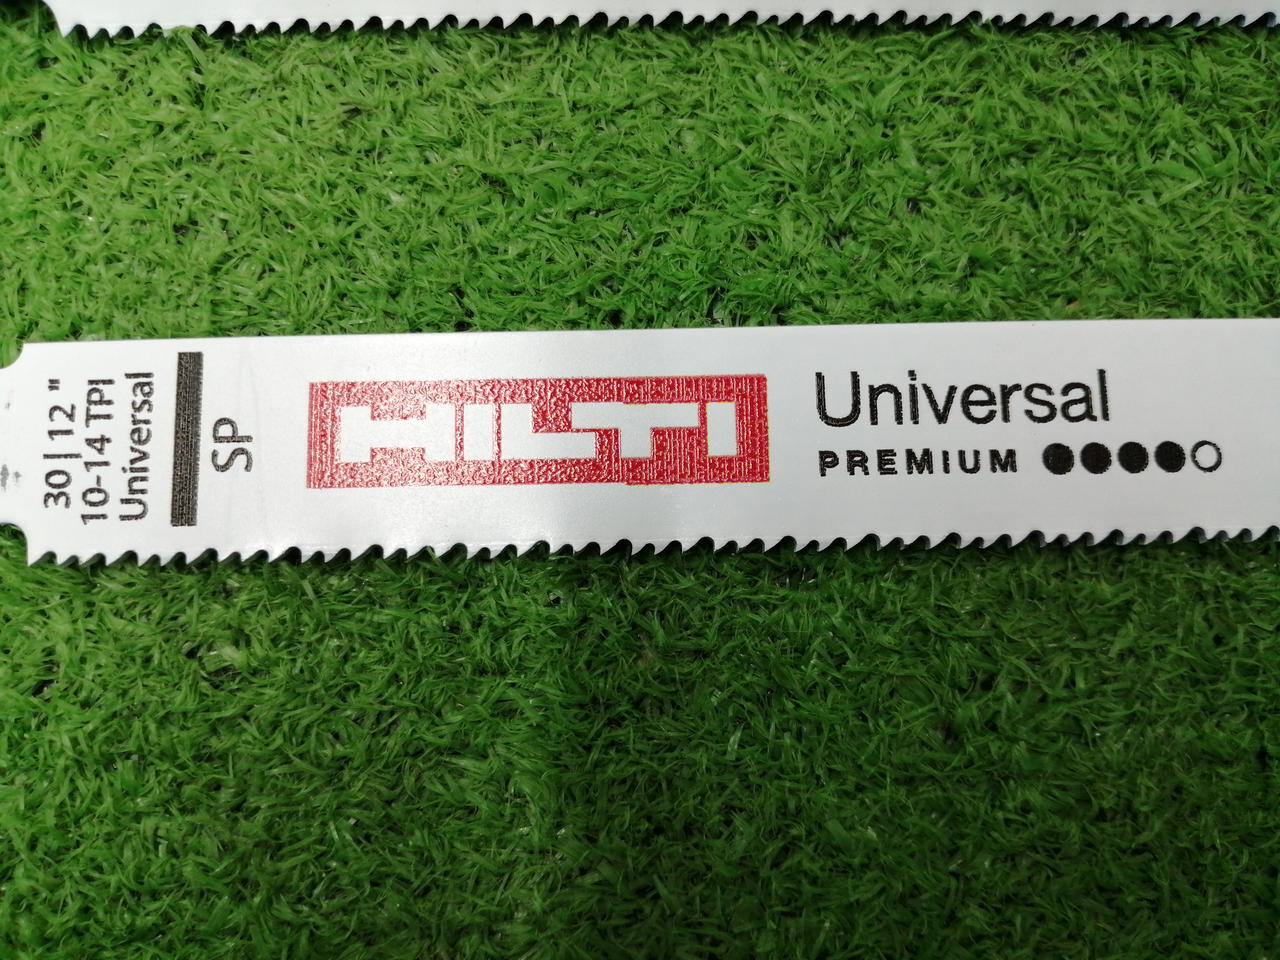 30 | 12 "
10-14 TPI
Universal
SP
HILTI
Universal
PREMIUM